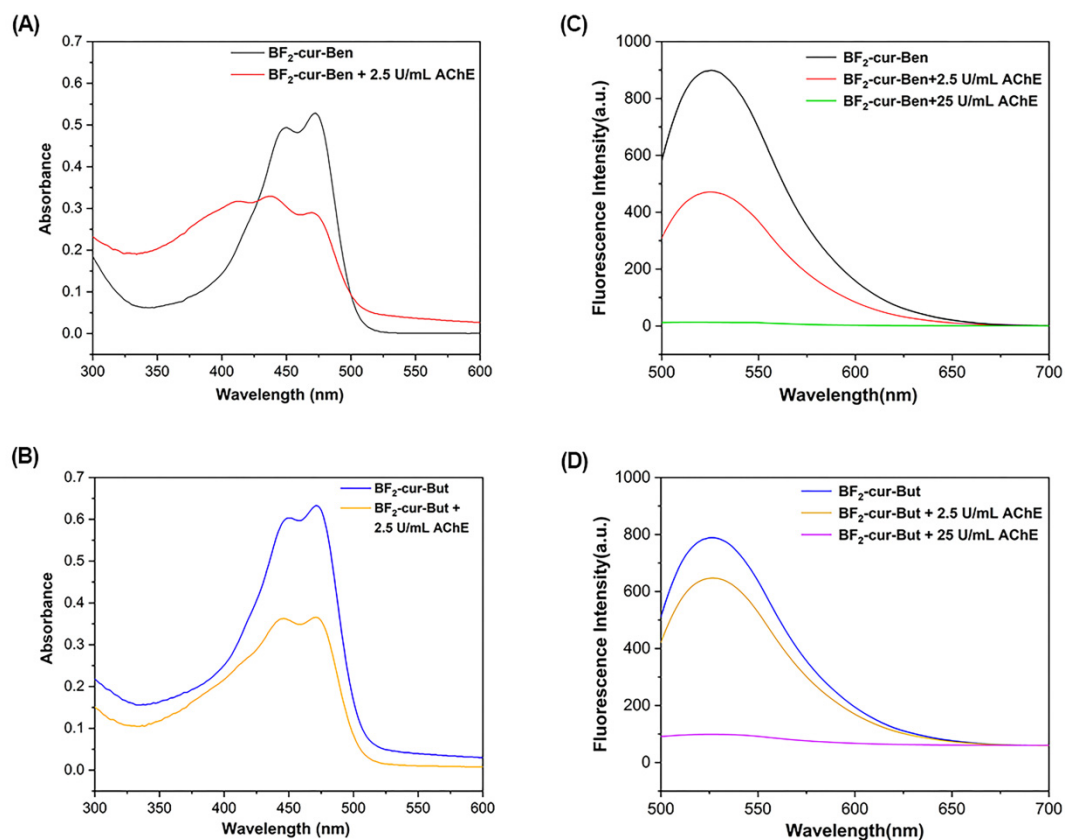 (A)
0.7
0.6
0.5
0.4
0.3
0.2
0.1
0.0
Absorbance
BF₂-cur-Ben
BF₂-cur-Ben + 2.5 U/mL AChE
300 350 400 450 500 550 600
Wavelength (nm)
(C)
1000
800
600
400
200
0
Fluorescence Intensity(a.u.)
BF₂-cur-Ben
BF₂-cur-Ben+2.5 U/mL AChE
BF₂-cur-Ben+25 U/mL AChE
500 550 600 650 700
Wavelength(nm)
(B)
0.7
0.6
0.5
0.4
0.3
0.2
0.1
0.0
Absorbance
BF₂-cur-But
BF₂-cur-But +
2.5 U/mL AChE
300 350 400 450 500 550 600
Wavelength (nm)
(D)
1000
800
600
400
200
0
Fluorescence Intensity(a.u.)
BF₂-cur-But
BF₂-cur-But + 2.5 U/mL AChE
BF₂-cur-But + 25 U/mL AChE
500 550 600 650 700
Wavelength(nm)